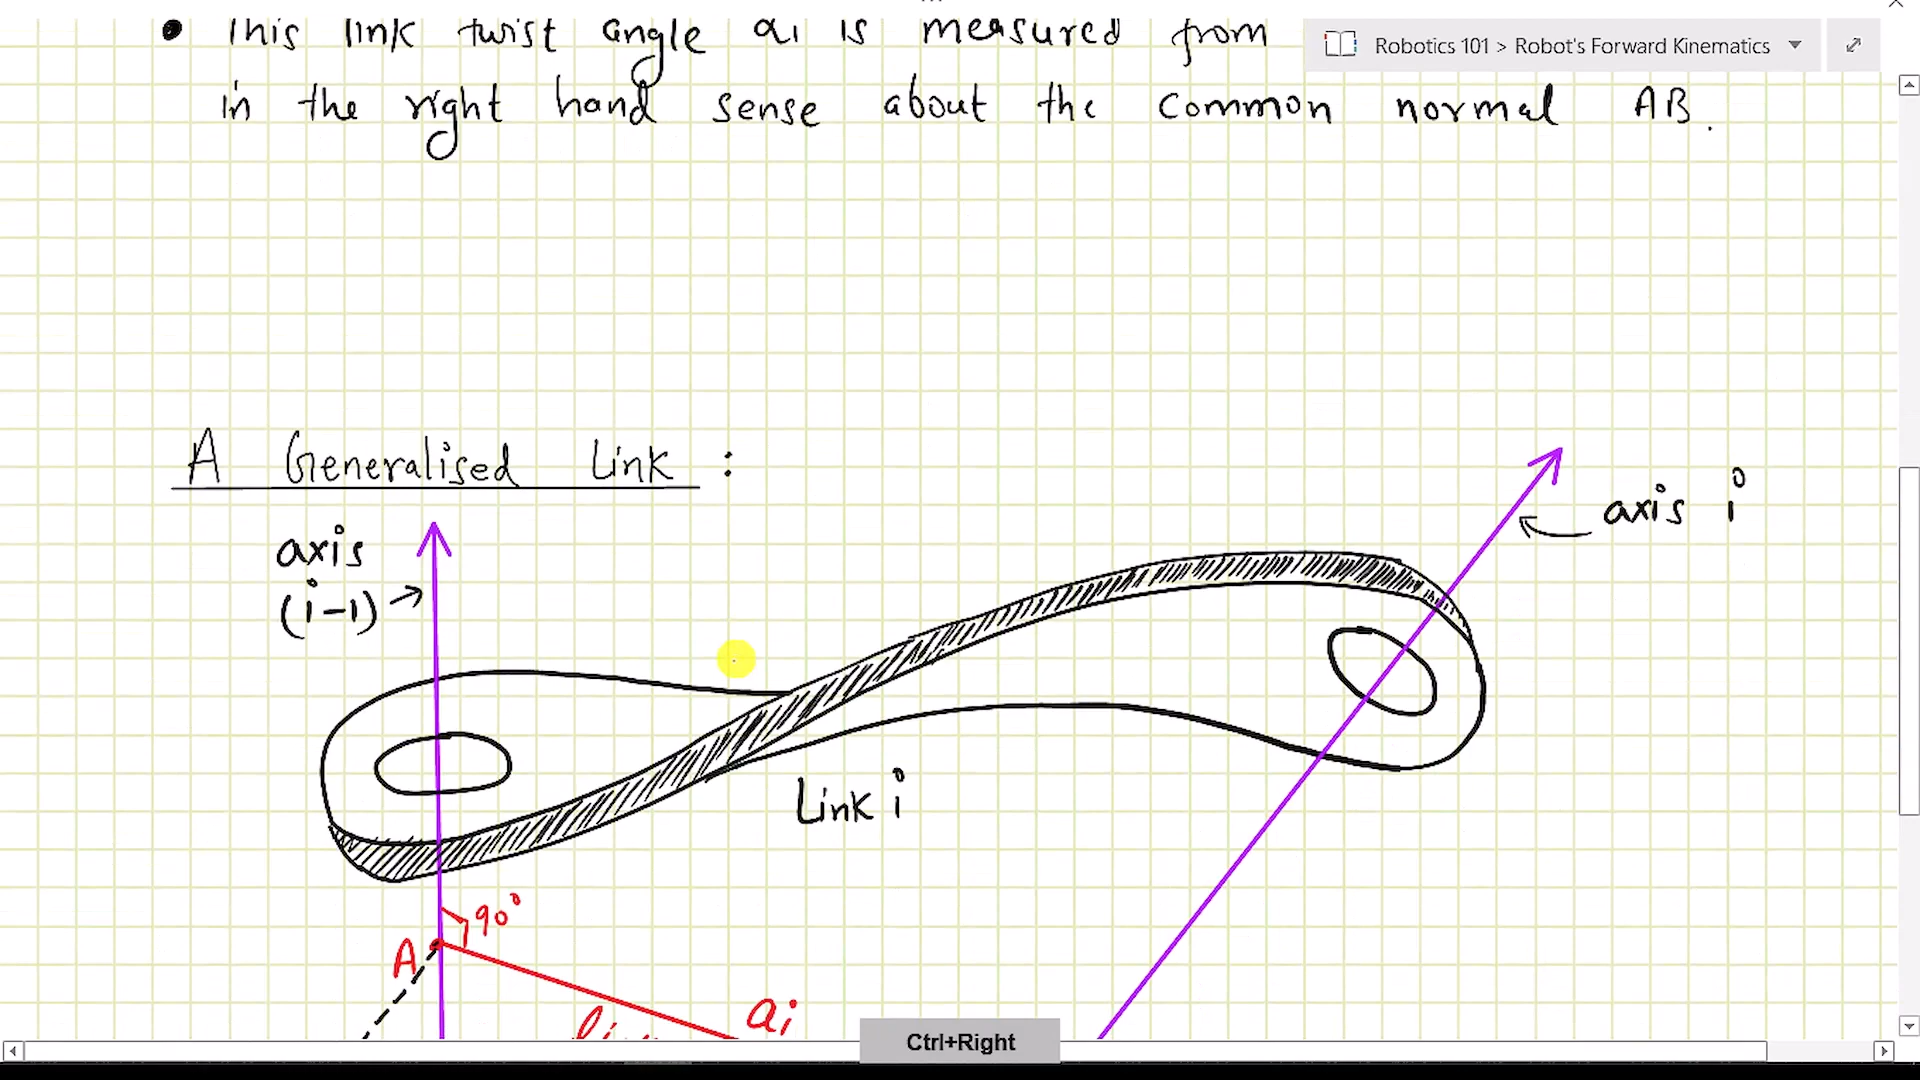 • This link twist angle αi is measured from
in the right hand sense about the common normal AB.
Robotics 101 > Robot's Forward Kinematics
A Generalised Link :
axis
(i-1)
axis i
Link i
90°
A
ai
Ctrl+Right